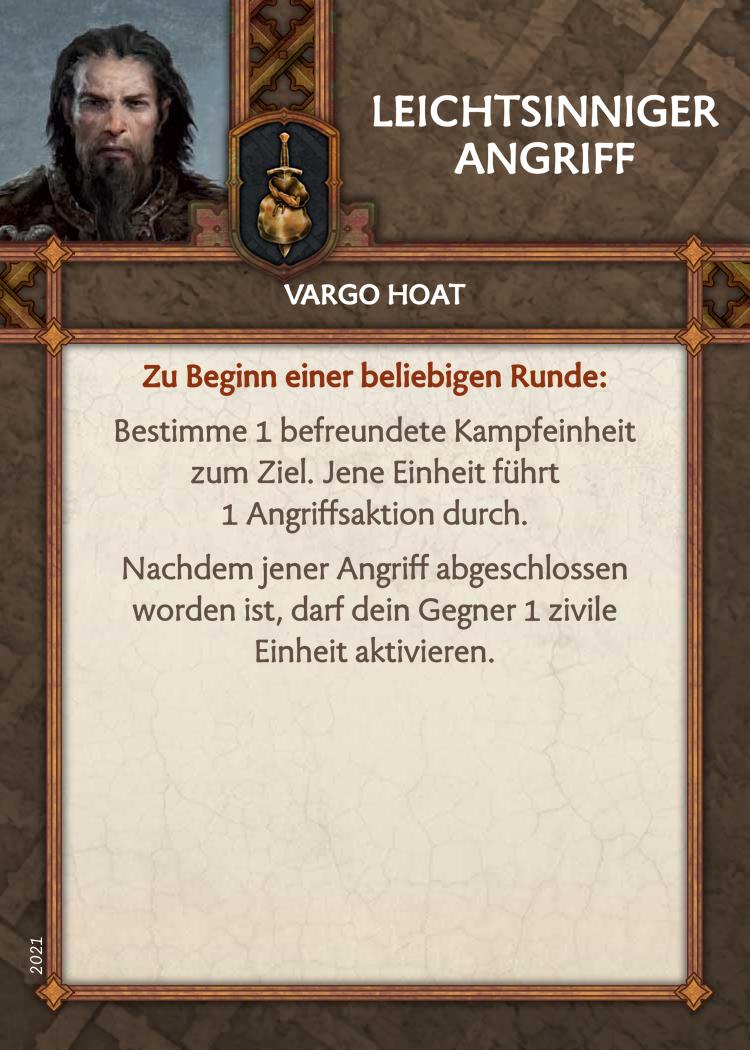 LEICHTSINNIGER
ANGRIFF
VARGO HOAT
Zu Beginn einer beliebigen Runde:
Bestimme 1 befreundete Kampfeinheit
zum Ziel. Jene Einheit führt
1 Angriffsaktion durch.
Nachdem jener Angriff abgeschlossen
worden ist, darf dein Gegner 1 zivile
Einheit aktivieren.
2021